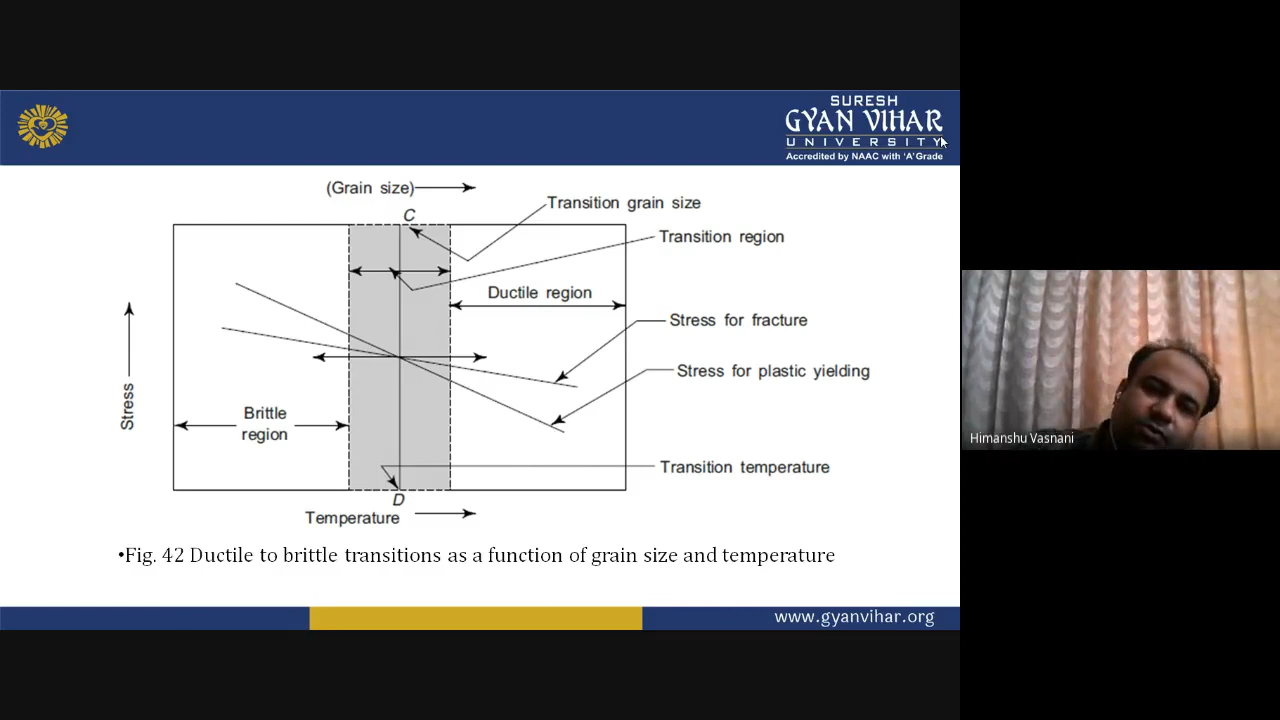 SURESH
GYAN VIHAR
UNIVERSITY
Accredited by NAAC with 'A' Grade
(Grain size)
C
Transition grain size
Transition region
Ductile region
Stress for fracture
Stress for plastic yielding
Stress
Brittle
region
Transition temperature
D
Temperature
Himanshu Vasnani
•Fig. 42 Ductile to brittle transitions as a function of grain size and temperature
www.gyanvihar.org